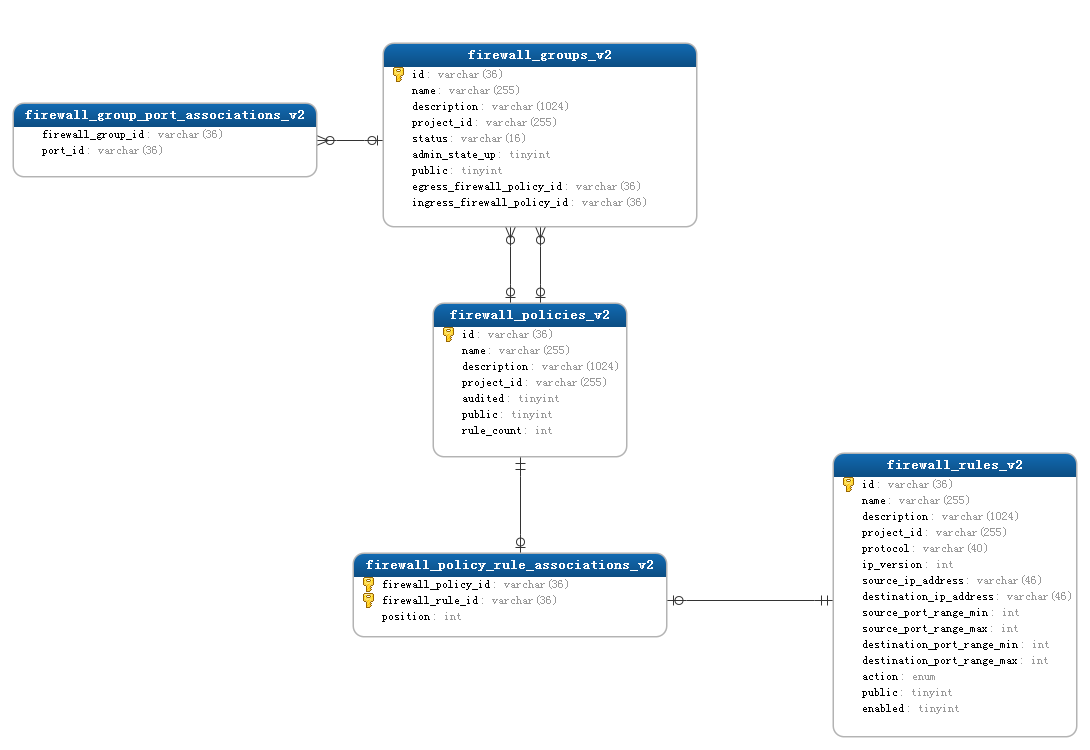 firewall_groups_v2
id: varchar(36)
name: varchar(255)
description: varchar(1024)
project_id: varchar(255)
status: varchar(16)
admin_state_up: tinyint
public: tinyint
egress_firewall_policy_id: varchar(36)
ingress_firewall_policy_id: varchar(36)
firewall_group_port_associations_v2
firewall_group_id: varchar(36)
port_id: varchar(36)
firewall_policies_v2
id: varchar(36)
name: varchar(255)
description: varchar(1024)
project_id: varchar(255)
audited: tinyint
public: tinyint
rule_count: int
firewall_policy_rule_associations_v2
firewall_policy_id: varchar(36)
firewall_rule_id: varchar(36)
position: int
firewall_rules_v2
id: varchar(36)
name: varchar(255)
description: varchar(1024)
project_id: varchar(255)
protocol: varchar(40)
ip_version: int
source_ip_address: varchar(46)
destination_ip_address: varchar(46)
source_port_range_min: int
source_port_range_max: int
destination_port_range_min: int
destination_port_range_max: int
action: enum
public: tinyint
enabled: tinyint